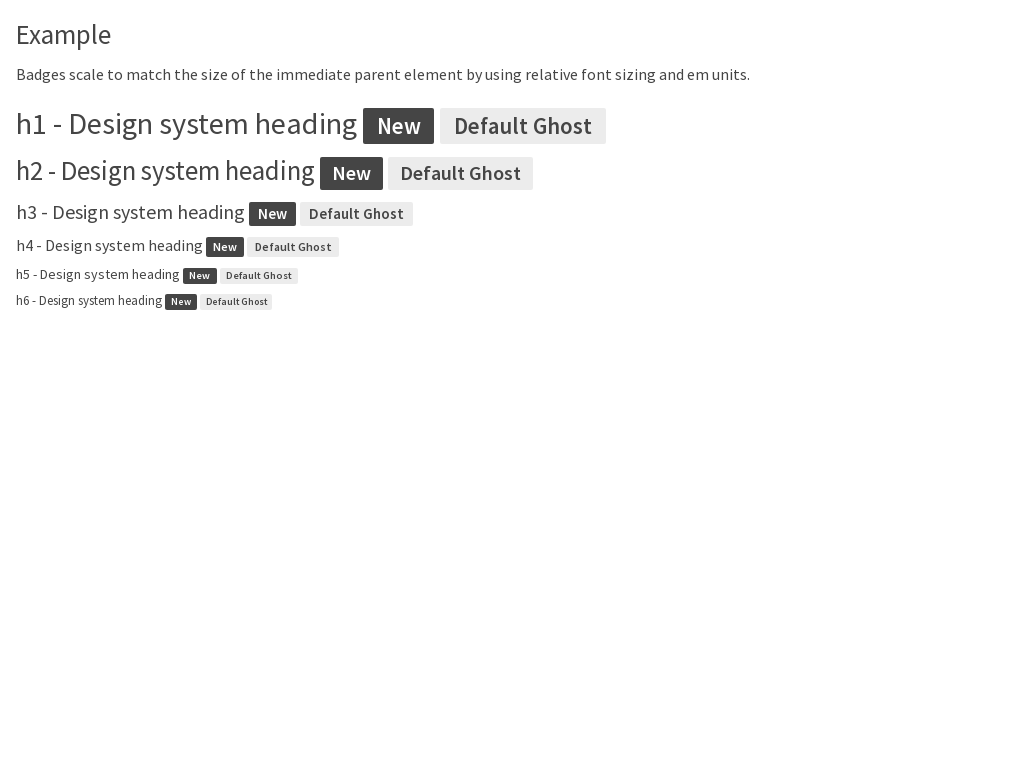 Example
Badges scale to match the size of the immediate parent element by using relative font sizing and em units.
h1 - Design system heading New Default Ghost
h2 - Design system heading New Default Ghost
h3 - Design system heading New Default Ghost
h4 - Design system heading New Default Ghost
h5 - Design system heading New Default Ghost
h6 - Design system heading New Default Ghost